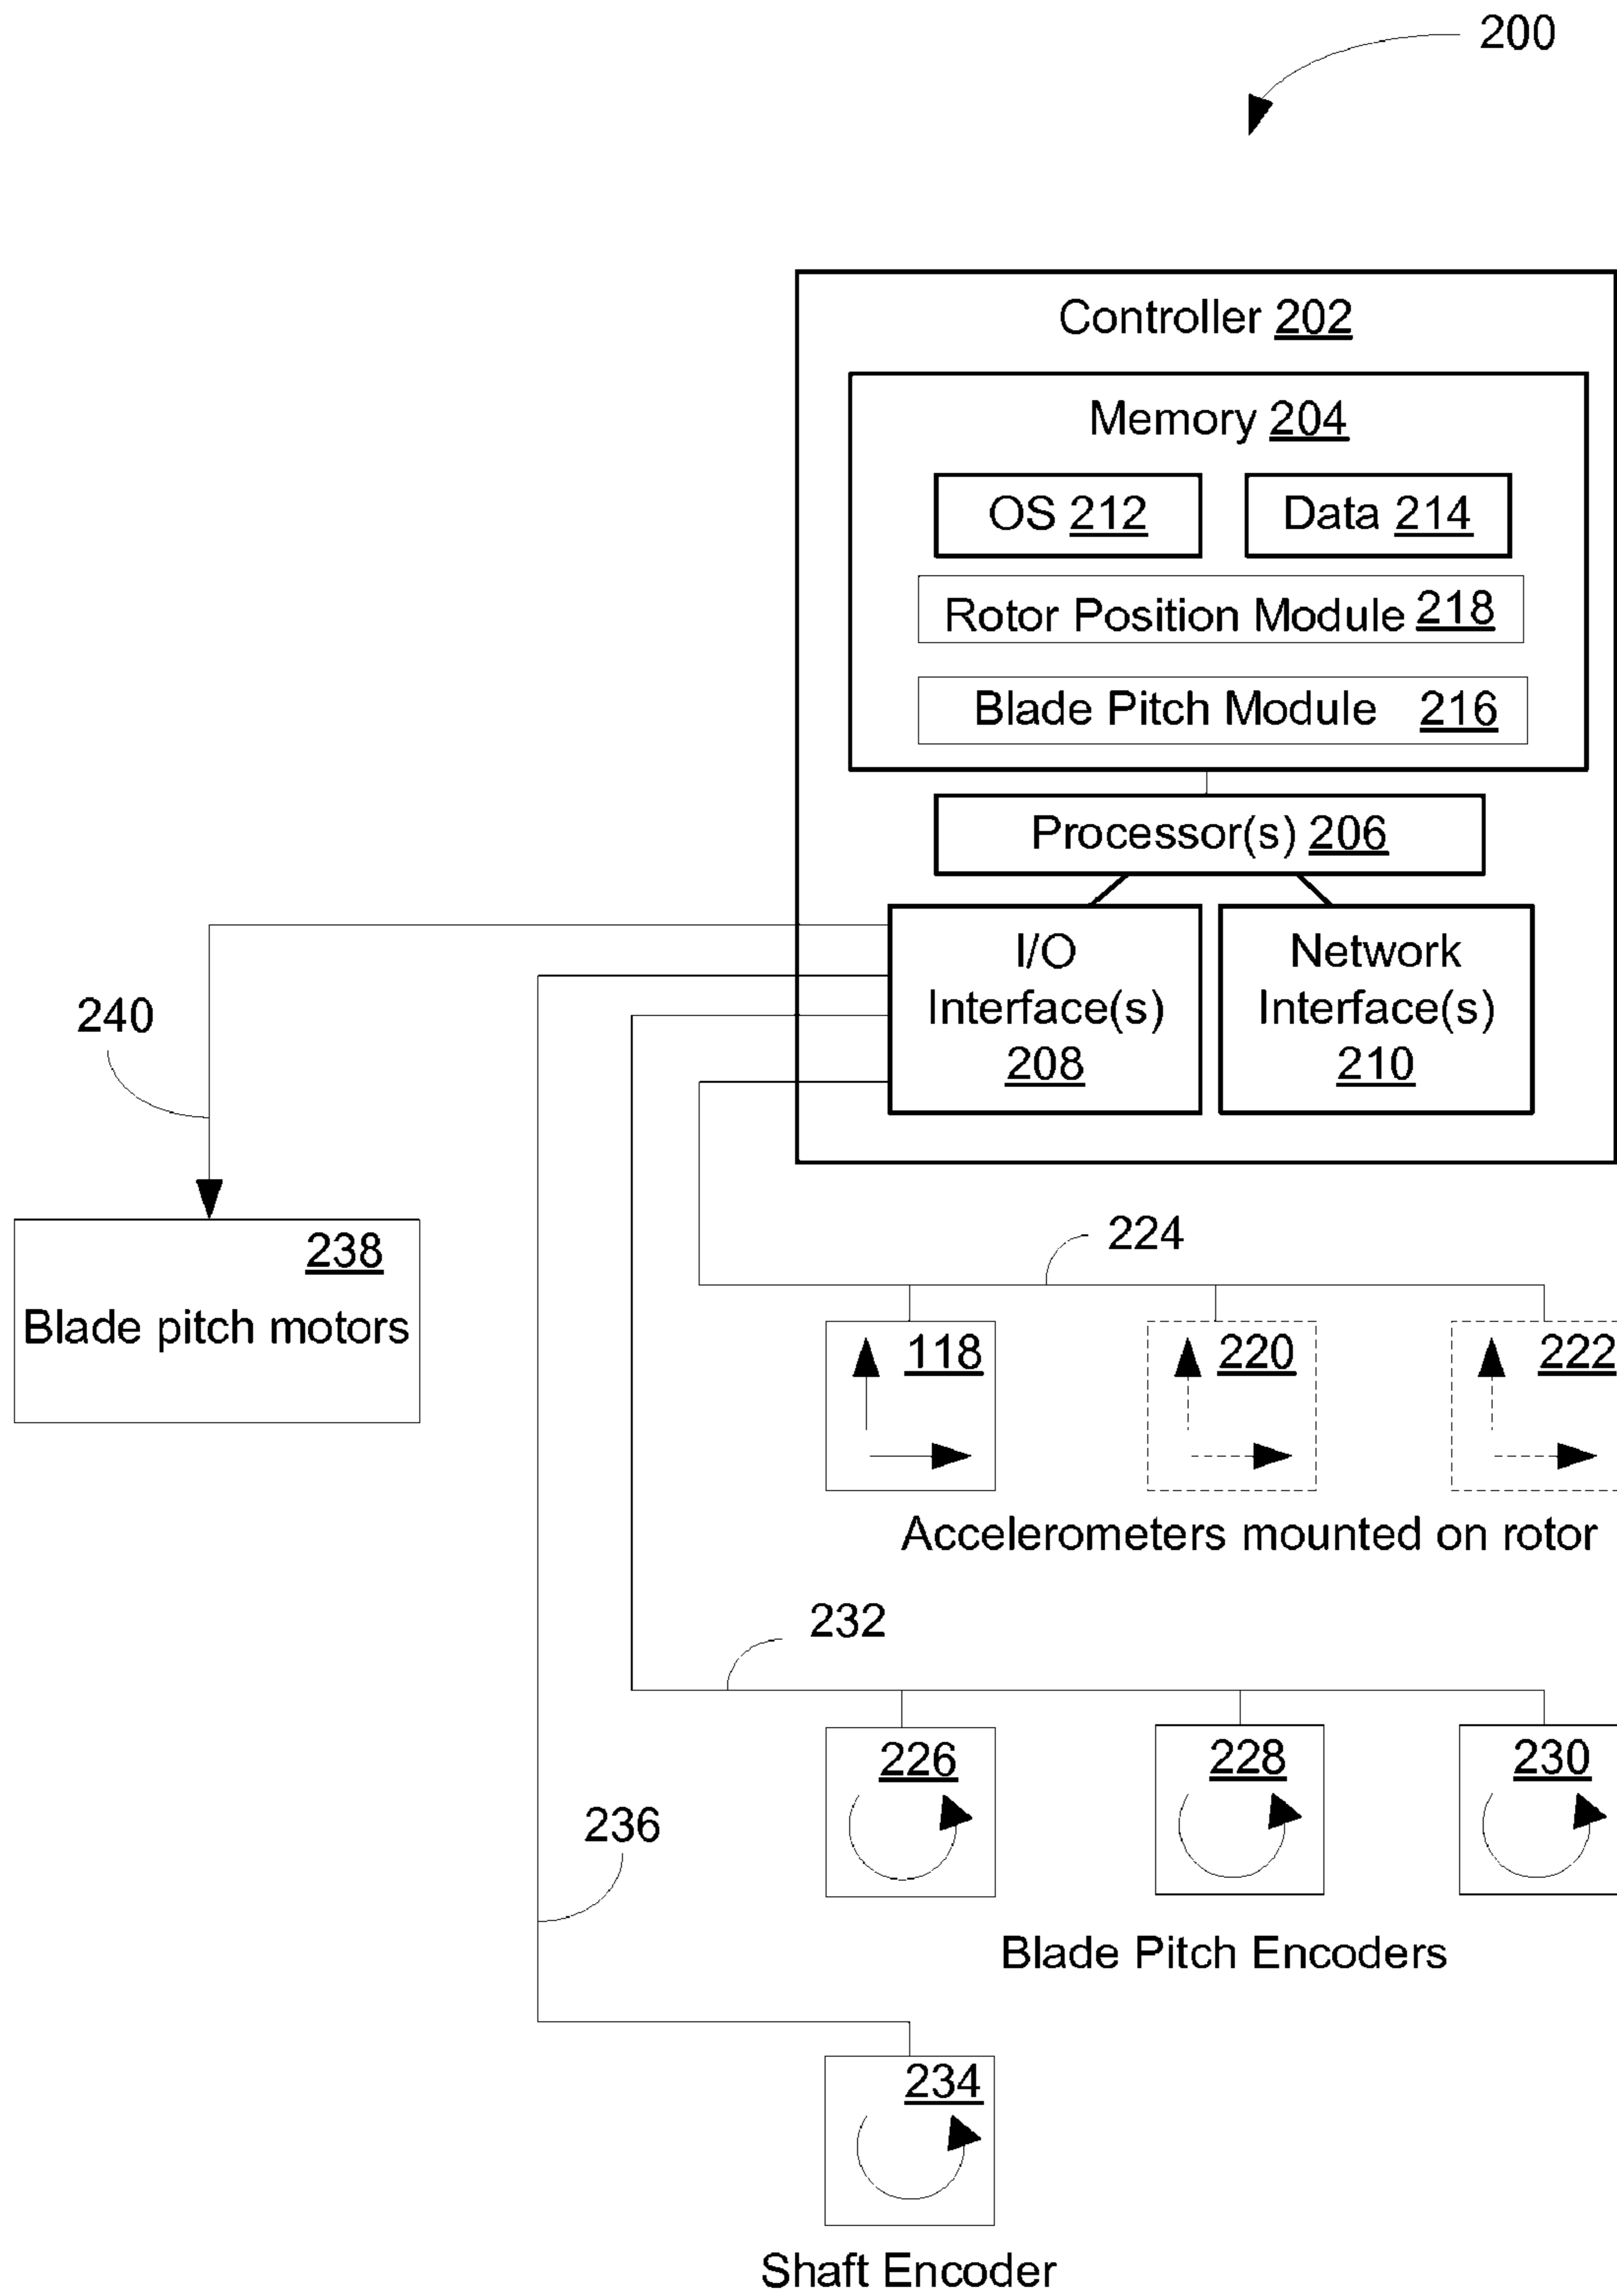 200
Controller 202
Memory 204
OS 212
Data 214
Rotor Position Module 218
Blade Pitch Module 216
Processor(s) 206
I/O
Interface(s)
208
Network
Interface(s)
210
240
238
Blade pitch motors
224
118
220
222
Accelerometers mounted on rotor
232
226
228
230
236
Blade Pitch Encoders
234
Shaft Encoder